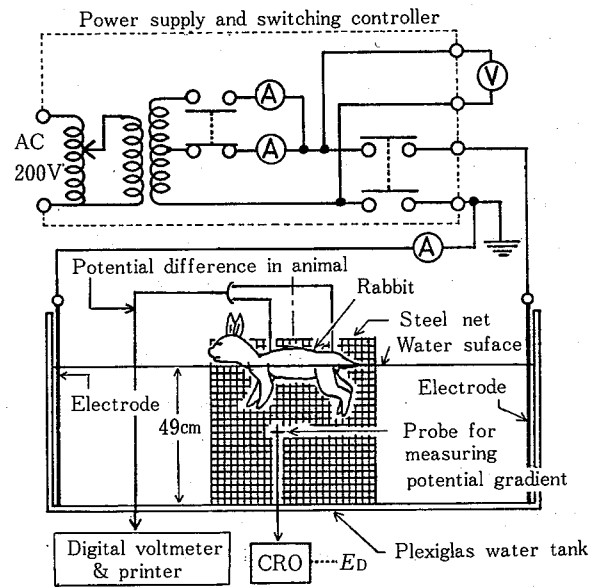 Power supply and switching controller
A
V
A
AC
200V
A
Potential difference in animal
Rabbit
Steel net
Water suface
Electrode
Electrode
49cm
Probe for
measuring
potential gradient
Digital voltmeter
& printer
CRO
ED
Plexiglas water tank